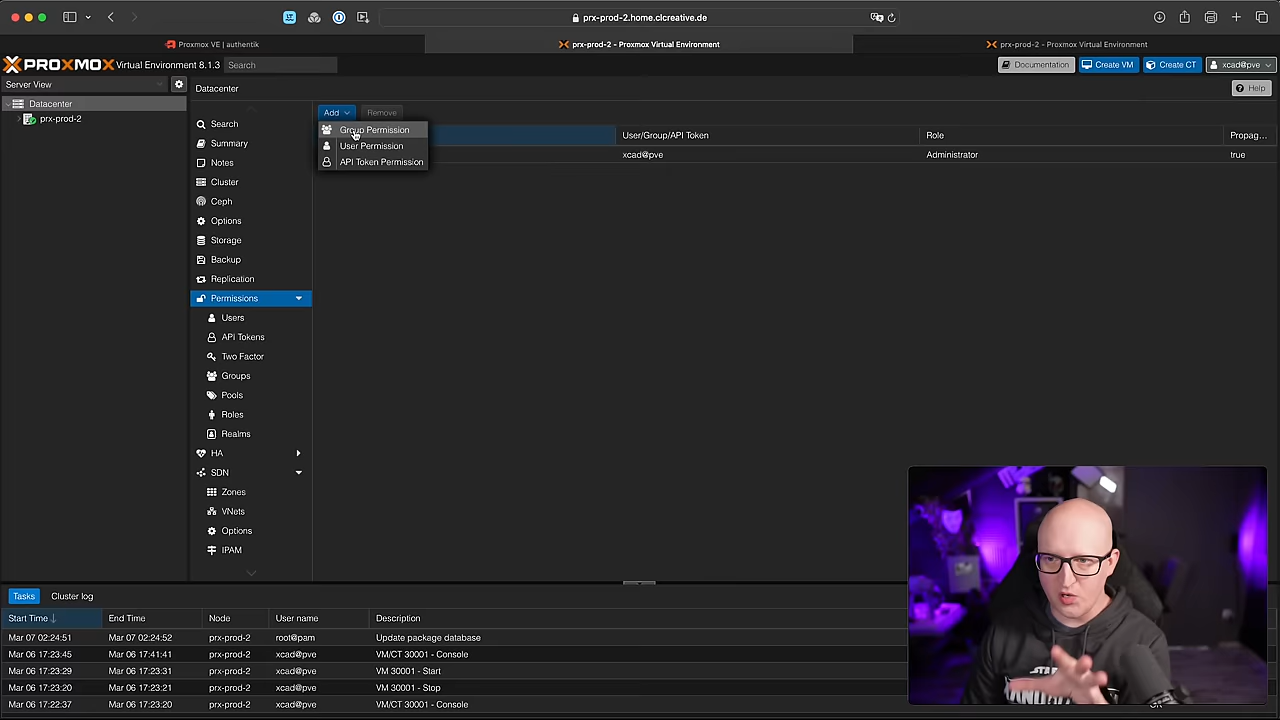 prx-prod-2.home.clcreative.de
Proxmox VE | authentik
prx-prod-2 - Proxmox Virtual Environment
prx-prod-2 - Proxmox Virtual Environment
PROXMOX Virtual Environment 8.1.3 Search
Documentation Create VM Create CT xcad@pve
Server View
Datacenter
Help
Datacenter
prx-prod-2
Search
Summary
Notes
Cluster
Ceph
Options
Storage
Backup
Replication
Permissions
Users
API Tokens
Two Factor
Groups
Pools
Roles
Realms
HA
SDN
Zones
VNets
Options
IPAM
Add Remove
Group Permission
User Permission
API Token Permission
User/Group/API Token Role Propag...
xcad@pve Administrator true
Tasks Cluster log
Start Time End Time Node User name Description
Mar 07 02:24:51 Mar 07 02:24:52 prx-prod-2 root@pam Update package database
Mar 06 17:23:45 Mar 06 17:41:41 prx-prod-2 xcad@pve VM/CT 30001 - Console
Mar 06 17:23:29 Mar 06 17:23:31 prx-prod-2 xcad@pve VM 30001 - Start
Mar 06 17:23:20 Mar 06 17:23:21 prx-prod-2 xcad@pve VM 30001 - Stop
Mar 06 17:22:37 Mar 06 17:23:20 prx-prod-2 xcad@pve VM/CT 30001 - Console
STAR